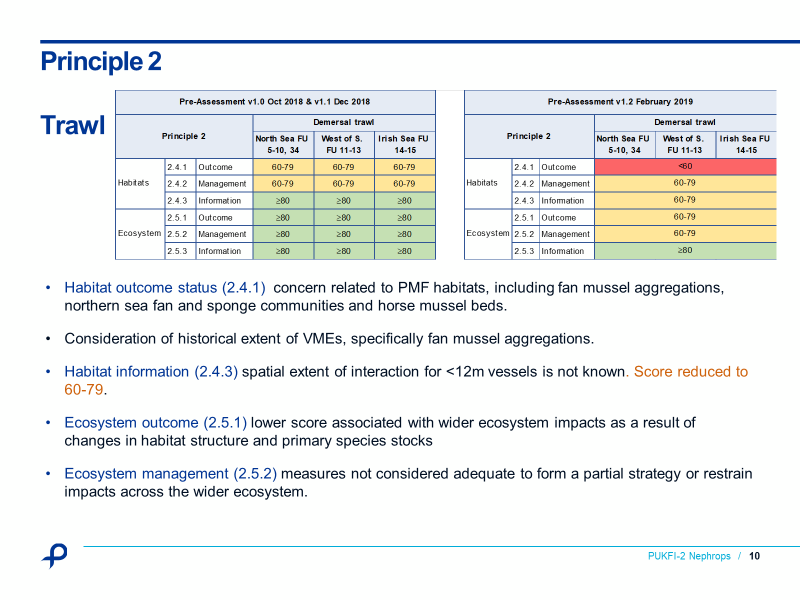 Principle 2
Trawl
Pre-Assessment v1.0 Oct 2018 & v1.1 Dec 2018
Principle 2
Demersal trawl
North Sea FU 5-10, 34
West of S. FU 11-13
Irish Sea FU 14-15
Habitats
2.4.1 Outcome 60-79 60-79 60-79
2.4.2 Management 60-79 60-79 60-79
2.4.3 Information ≥80 ≥80 ≥80
Ecosystem
2.5.1 Outcome ≥80 ≥80 ≥80
2.5.2 Management ≥80 ≥80 ≥80
2.5.3 Information ≥80 ≥80 ≥80
Pre-Assessment v1.2 February 2019
Principle 2
Demersal trawl
North Sea FU 5-10, 34
West of S. FU 11-13
Irish Sea FU 14-15
Habitats
2.4.1 Outcome <60
2.4.2 Management 60-79
2.4.3 Information 60-79
Ecosystem
2.5.1 Outcome 60-79
2.5.2 Management 60-79
2.5.3 Information ≥80
• Habitat outcome status (2.4.1) concern related to PMF habitats, including fan mussel aggregations,
northern sea fan and sponge communities and horse mussel beds.
• Consideration of historical extent of VMEs, specifically fan mussel aggregations.
• Habitat information (2.4.3) spatial extent of interaction for <12m vessels is not known. Score reduced to
60-79.
• Ecosystem outcome (2.5.1) lower score associated with wider ecosystem impacts as a result of
changes in habitat structure and primary species stocks
• Ecosystem management (2.5.2) measures not considered adequate to form a partial strategy or restrain
impacts across the wider ecosystem.
PUKFI-2 Nephrops / 10